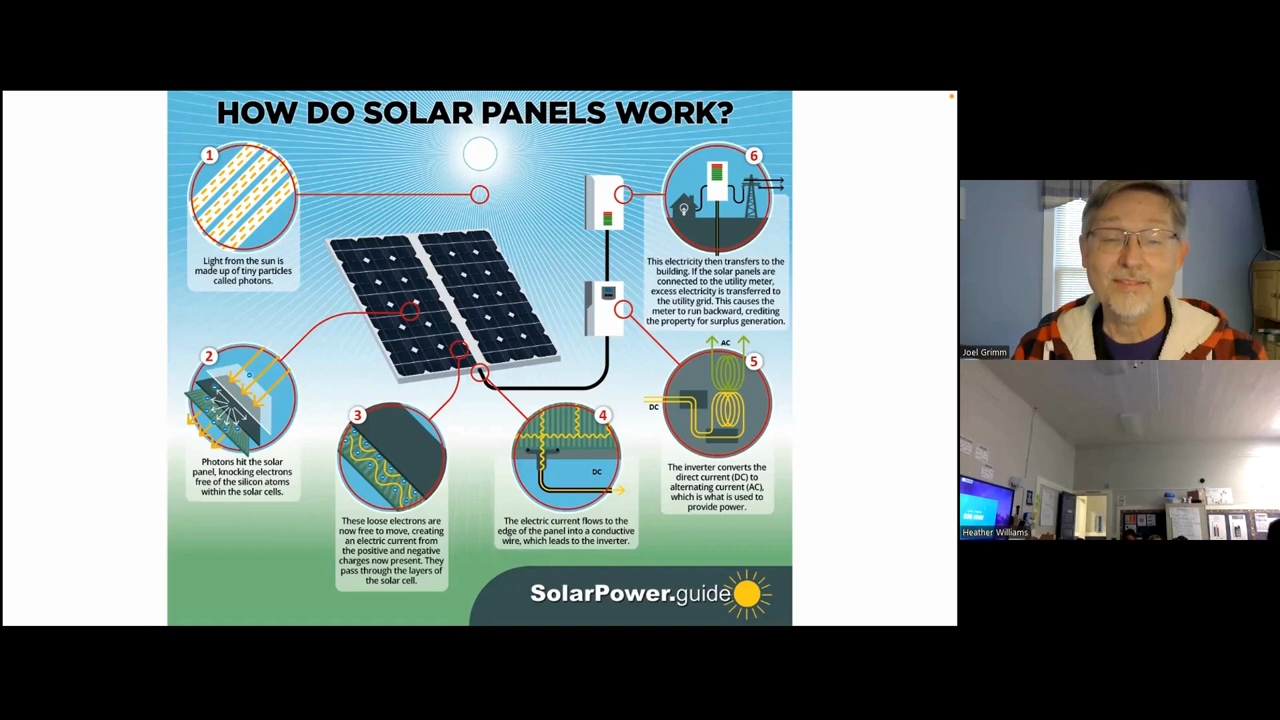 HOW DO SOLAR PANELS WORK?
1
Light from the sun is
made up of tiny particles
called photons.
2
Photons hit the solar
panel, knocking electrons
free of the silicon atoms
within the solar cells.
3
These loose electrons are
now free to move, creating
an electric current from
the positive and negative
charges now present. They
pass through the layers of
the solar cell.
4
DC
The electric current flows to the
edge of the panel into a conductive
wire, which leads to the inverter.
5
AC
DC
The inverter converts the
direct current (DC) to
alternating current (AC),
which is what is used to
provide power.
6
This electricity then transfers to the
building. If the solar panels are
connected to the utility meter,
excess electricity is transferred to
the utility grid. This causes the
meter to run backward, crediting
the property for surplus generation.
SolarPower.guide
Joel Grimm
Heather Williams